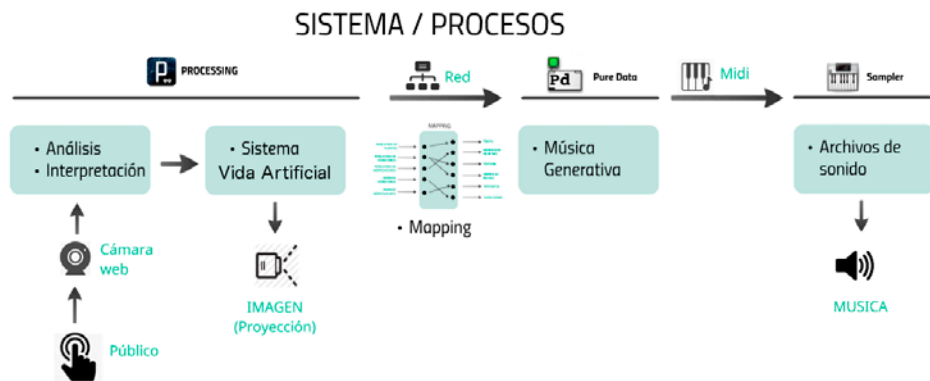 SISTEMA / PROCESOS
PROCESSING
Red
Pd
Pure Data
Midi
Sampler
• Análisis
• Interpretación
• Sistema
Vida Artificial
MAPPING
• Música
Generativa
• Archivos de
sonido
• Mapping
Cámara
web
IMAGEN
(Proyección)
MUSICA
Público